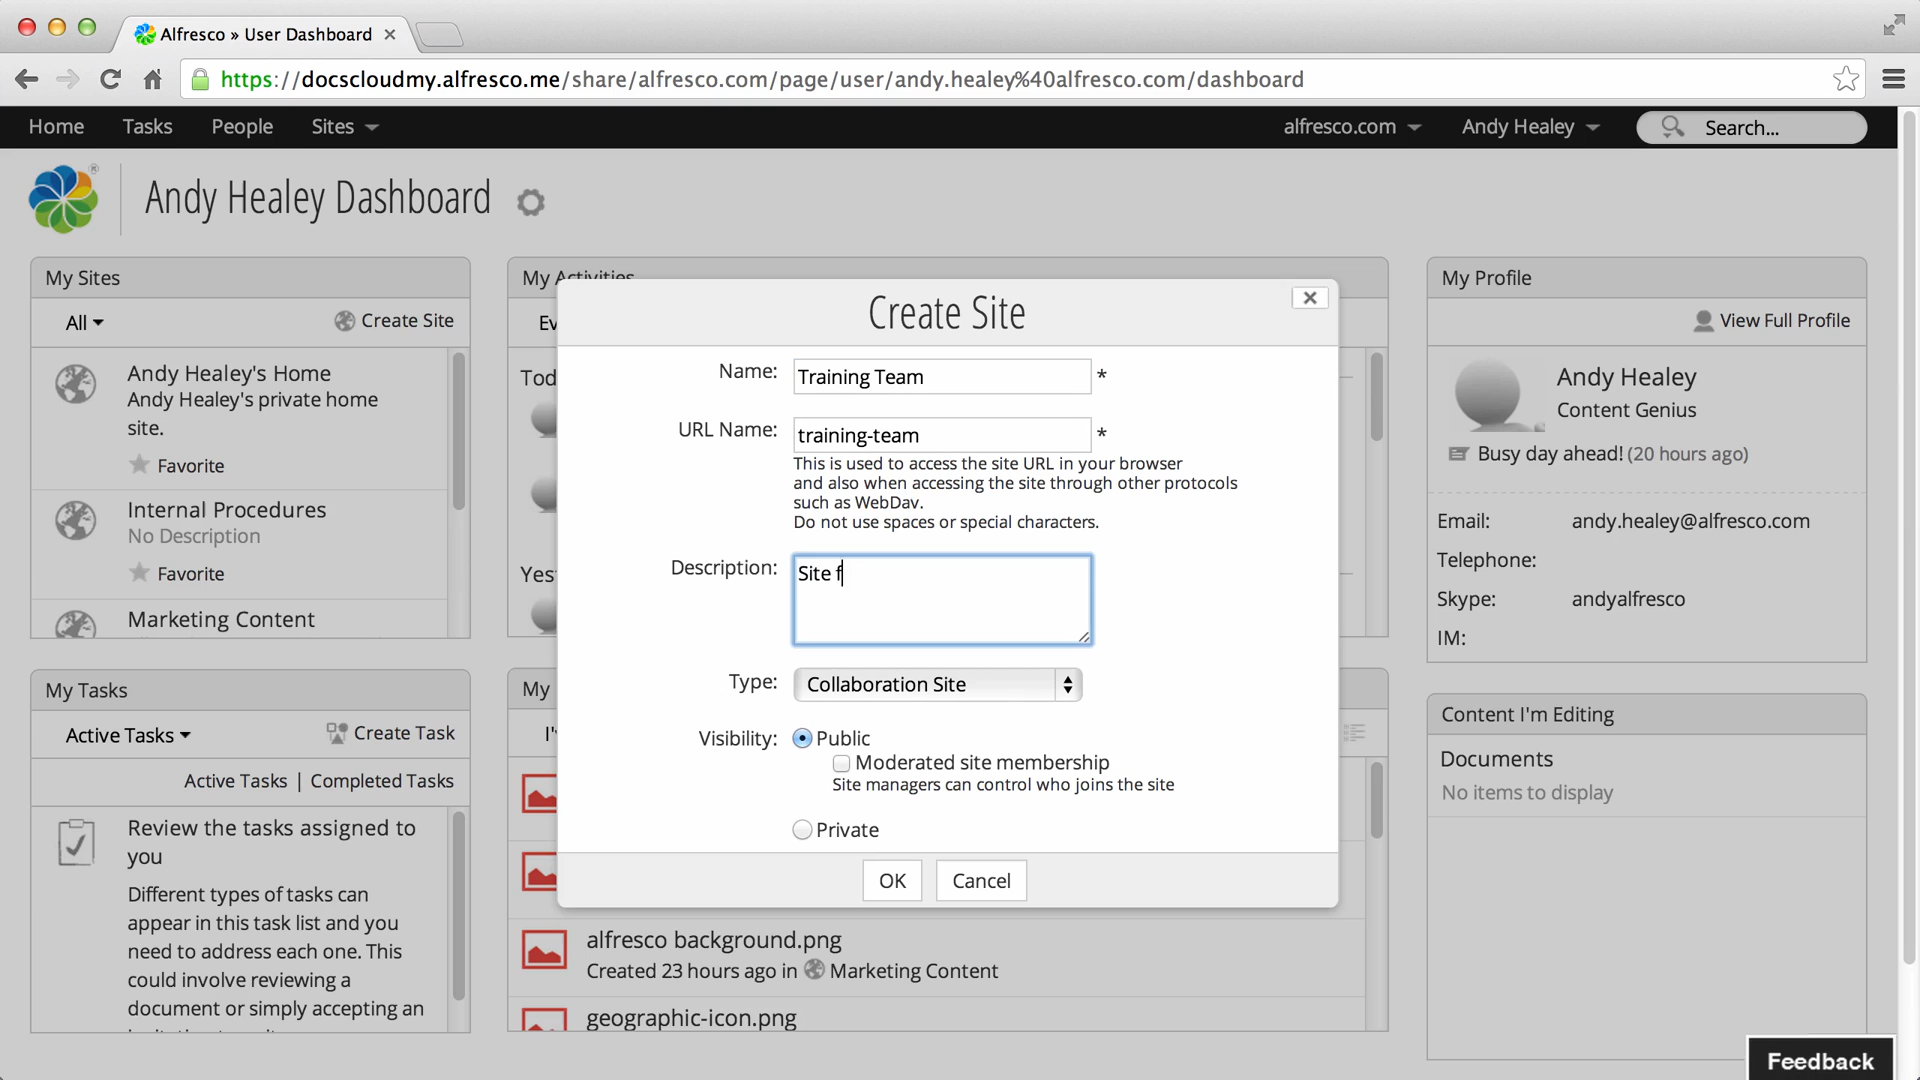 Alfresco » User Dashboard
https://docscloudmy.alfresco.me/share/alfresco.com/page/user/andy.healey%40alfresco.com/dashboard
Home Tasks People Sites alfresco.com Andy Healey Search...
Andy Healey Dashboard
My Sites
All Create Site
Andy Healey's Home
Andy Healey's private home
site.
Favorite
Internal Procedures
No Description
Favorite
Marketing Content
My Tasks
Active Tasks Create Task
Active Tasks | Completed Tasks
Review the tasks assigned to
you
Different types of tasks can
appear in this task list and you
need to address each one. This
could involve reviewing a
document or simply accepting an
My Activities
Ev
Tod
Yest
Create Site
Name: Training Team *
URL Name: training-team *
This is used to access the site URL in your browser
and also when accessing the site through other protocols
such as WebDav.
Do not use spaces or special characters.
Description: Site f
Type: Collaboration Site
Visibility: Public
Moderated site membership
Site managers can control who joins the site
Private
OK Cancel
My
I'
alfresco background.png
Created 23 hours ago in Marketing Content
geographic-icon.png
My Profile
View Full Profile
Andy Healey
Content Genius
Busy day ahead! (20 hours ago)
Email: andy.healey@alfresco.com
Telephone:
Skype: andyalfresco
IM:
Content I'm Editing
Documents
No items to display
Feedback